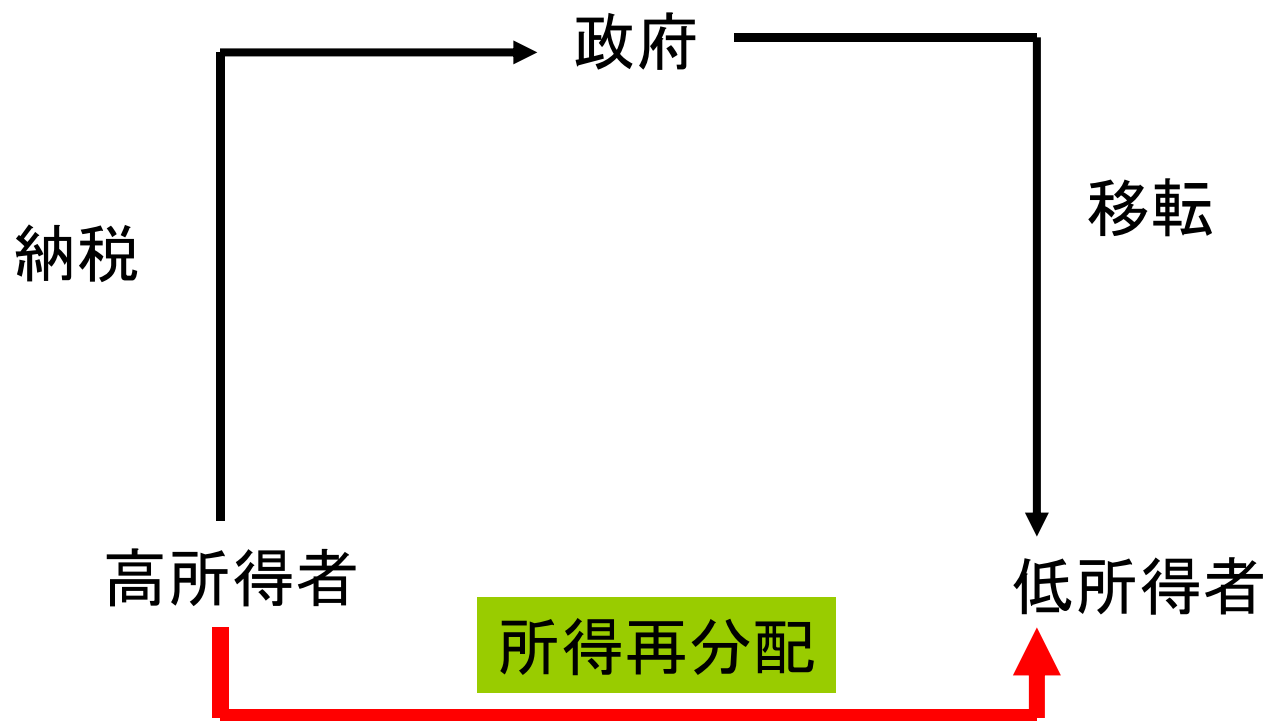 政府
移転
納税
高所得者
低所得者
所得再分配